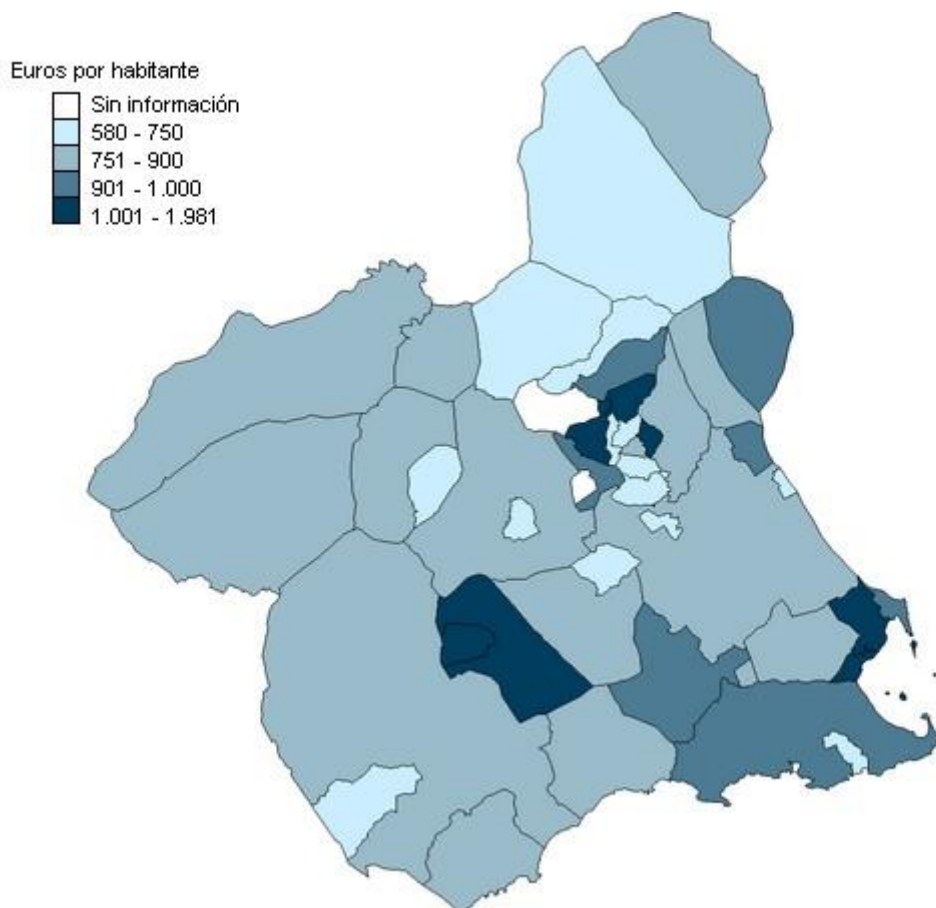 Euros por habitante
Sin información
580 - 750
751 - 900
901 - 1.000
1.001 - 1.981